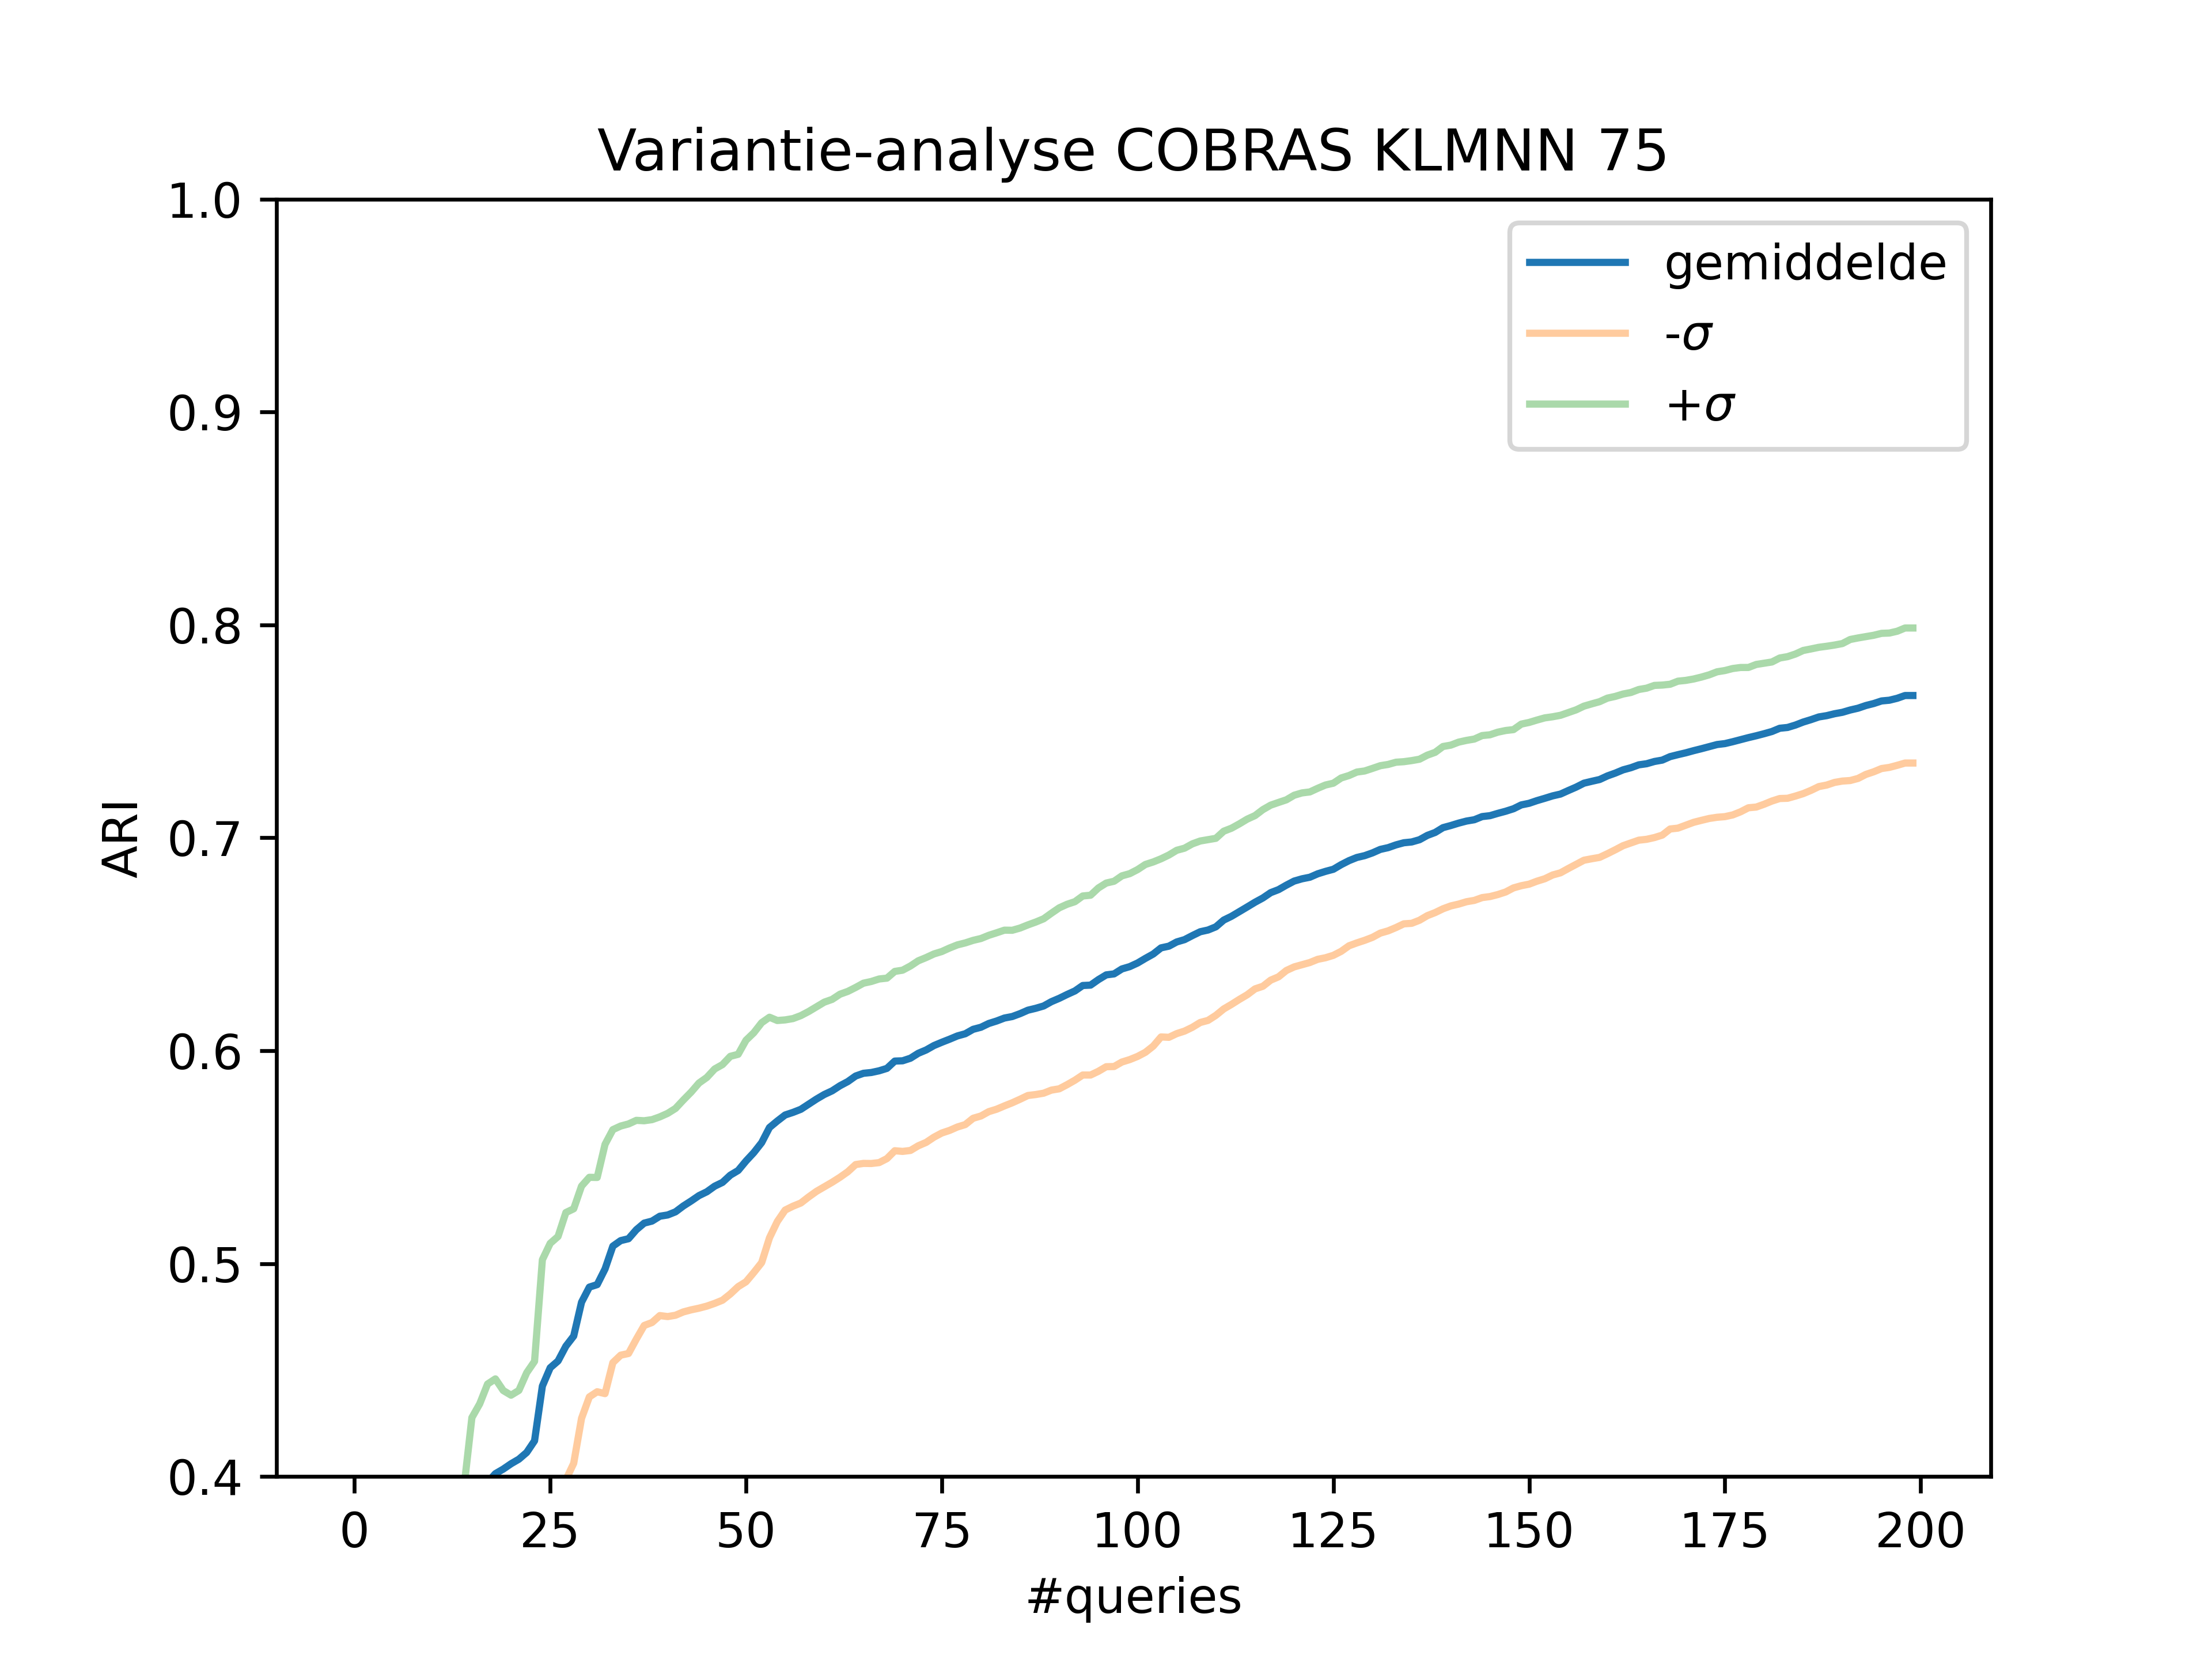 Variantie-analyse COBRAS KLMNN 75
1.0
0.9
0.8
0.7
0.6
0.5
0.4
ARI
gemiddelde
-σ
+σ
0 25 50 75 100 125 150 175 200
#queries